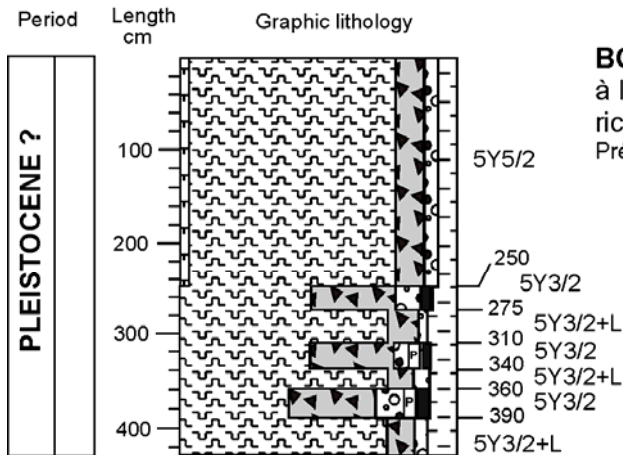 Period Length cm Graphic lithology
PLEISTOCENE ?
BO
à l
ric
Pré
100
5Y5/2
200
250
5Y3/2
275
300
5Y3/2+L
310
5Y3/2
P
340
5Y3/2+L
360
5Y3/2
P
390
400
5Y3/2+L